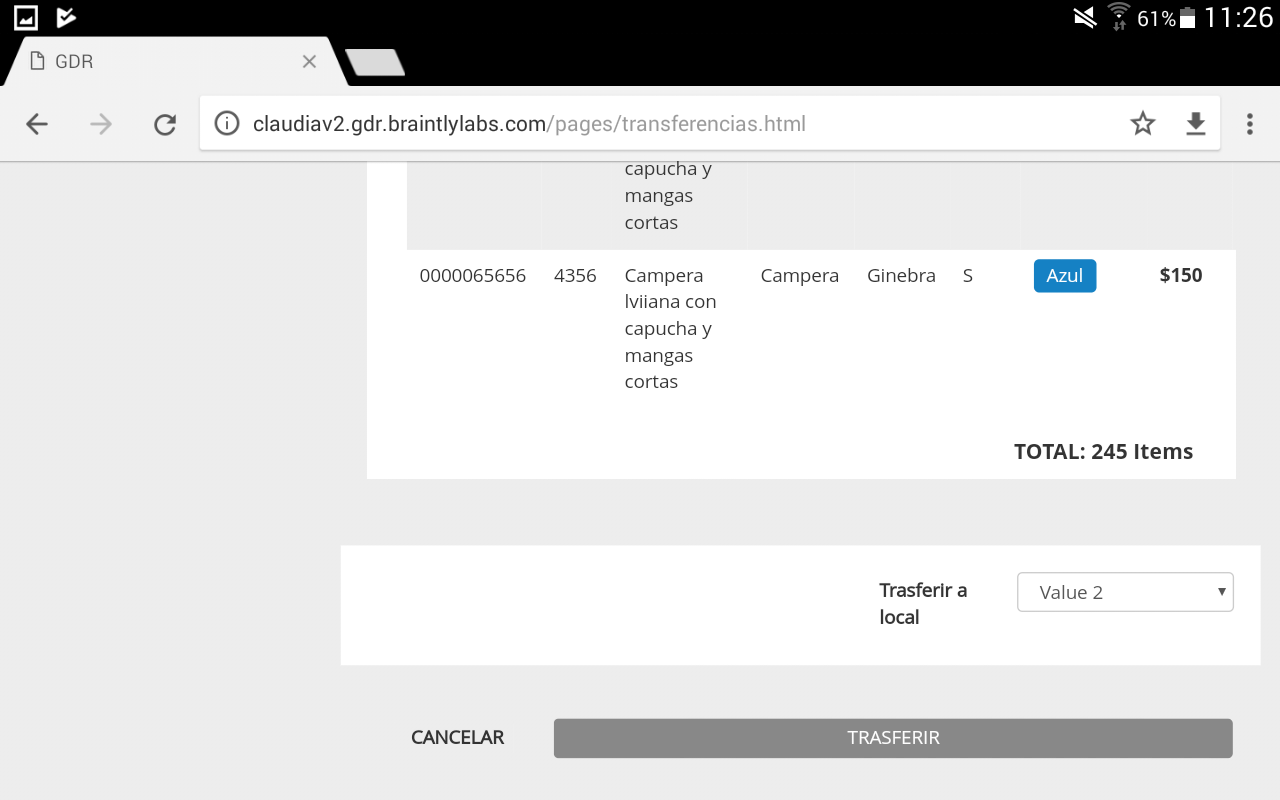 61% 11:26
GDR
claudiav2.gdr.braintlylabs.com/pages/transferencias.html
capucha y
mangas
cortas
0000065656 4356 Campera Campera Ginebra S Azul $150
lviiana con
capucha y
mangas
cortas
TOTAL: 245 Items
Trasferir a Value 2
local
CANCELAR TRASFERIR